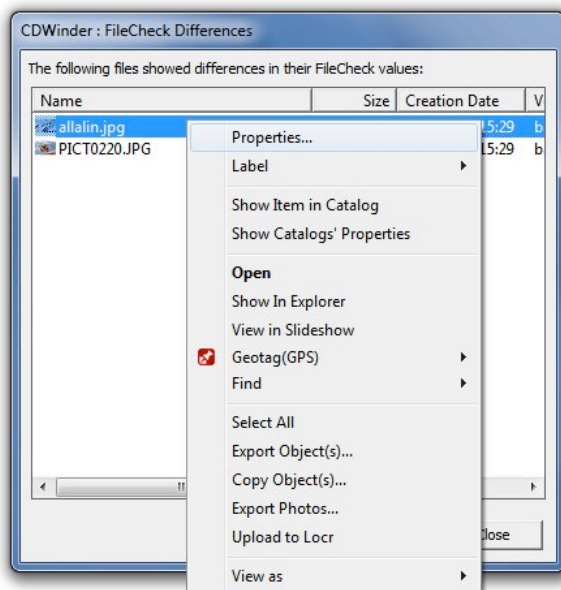 CDWinder : FileCheck Differences
The following files showed differences in their FileCheck values:
Name Size Creation Date V
allalin.jpg 15:29 b
PICT0220.JPG 15:29 b
Properties...
Label
Show Item in Catalog
Show Catalogs' Properties
Open
Show In Explorer
View in Slideshow
Geotag(GPS)
Find
Select All
Export Object(s)...
Copy Object(s)...
Export Photos...
Upload to Locr
Close
View as